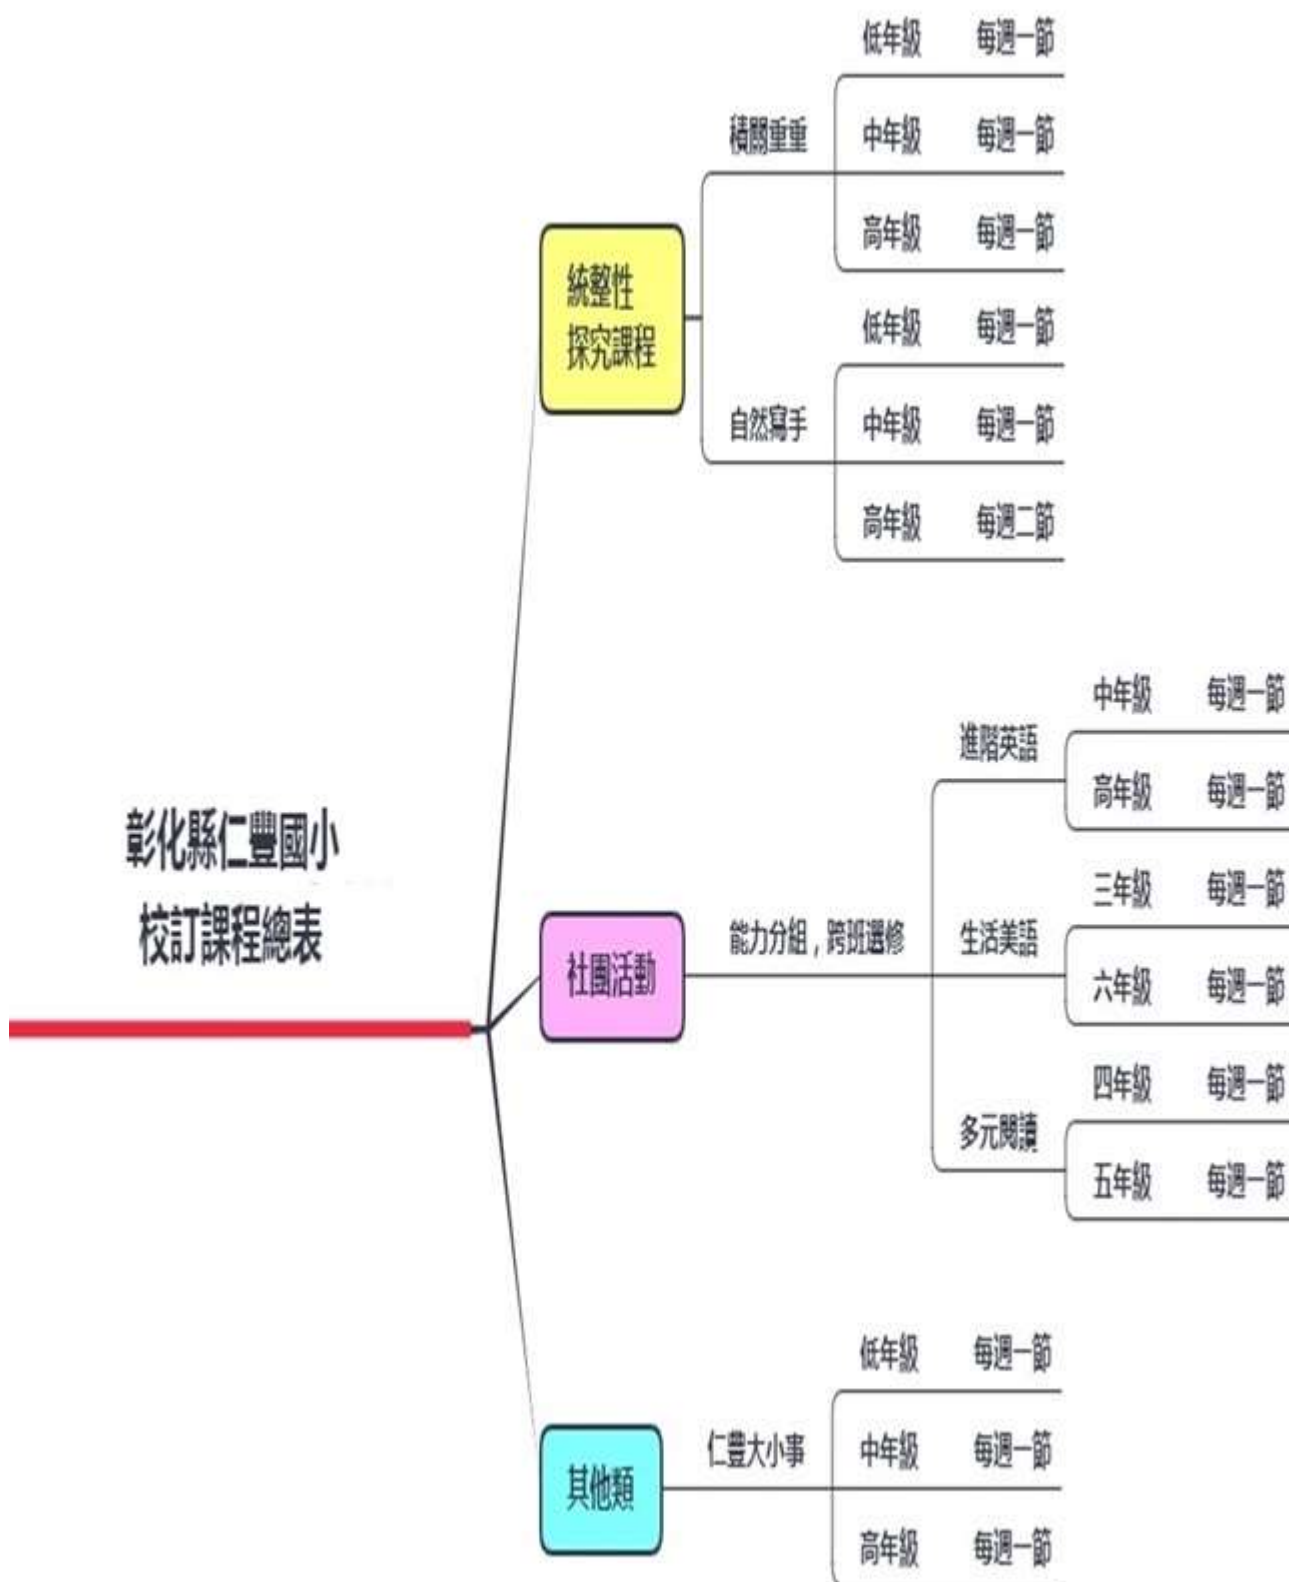 彰化縣仁豐國小
校訂課程總表
統整性
探究課程
積關重重
低年級 每週一節
中年級 每週一節
高年級 每週一節
自然寫手
低年級 每週一節
中年級 每週一節
高年級 每週二節
社團活動
能力分組，跨班選修
進階英語
中年級 每週一節
高年級 每週一節
生活美語
三年級 每週一節
六年級 每週一節
多元閱讀
四年級 每週一節
五年級 每週一節
其他類
仁豐大小事
低年級 每週一節
中年級 每週一節
高年級 每週一節